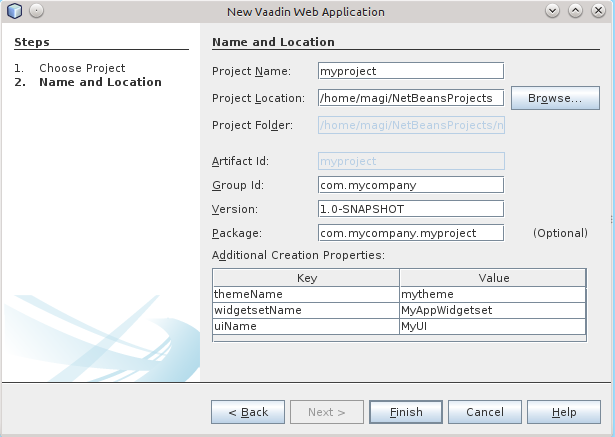 New Vaadin Web Application
Steps
1. Choose Project
2. Name and Location
Name and Location
Project Name: myproject
Project Location: /home/magi/NetBeansProjects Browse...
Project Folder: /home/magi/NetBeansProjects/n
Artifact Id: myproject
Group Id: com.mycompany
Version: 1.0-SNAPSHOT
Package: com.mycompany.myproject (Optional)
Additional Creation Properties:
Key Value
themeName mytheme
widgetsetName MyAppWidgetset
uiName MyUI
< Back Next > Finish Cancel Help